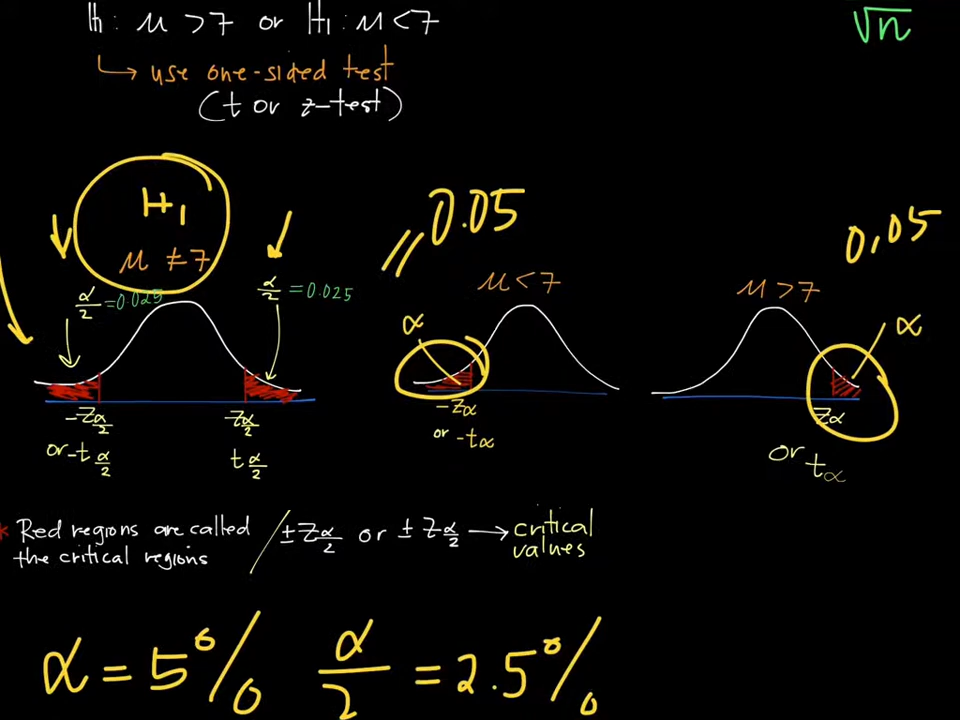 H₁: μ > 7 or H₁: μ < 7
√n
↳ use one-sided test
(t or z-test)
H₁
μ ≠ 7
α/2 = 0.025
α/2 = 0.025
-Zα/2
Zα/2
or -tα/2
tα/2
0.05
μ < 7
α
-Zα
or -tα
0.05
μ > 7
α
Zα
or tα
* Red regions are called / ±Zα/2 or ±Zα/2 → critical
the critical regions values
α = 5% α/2 = 2.5%